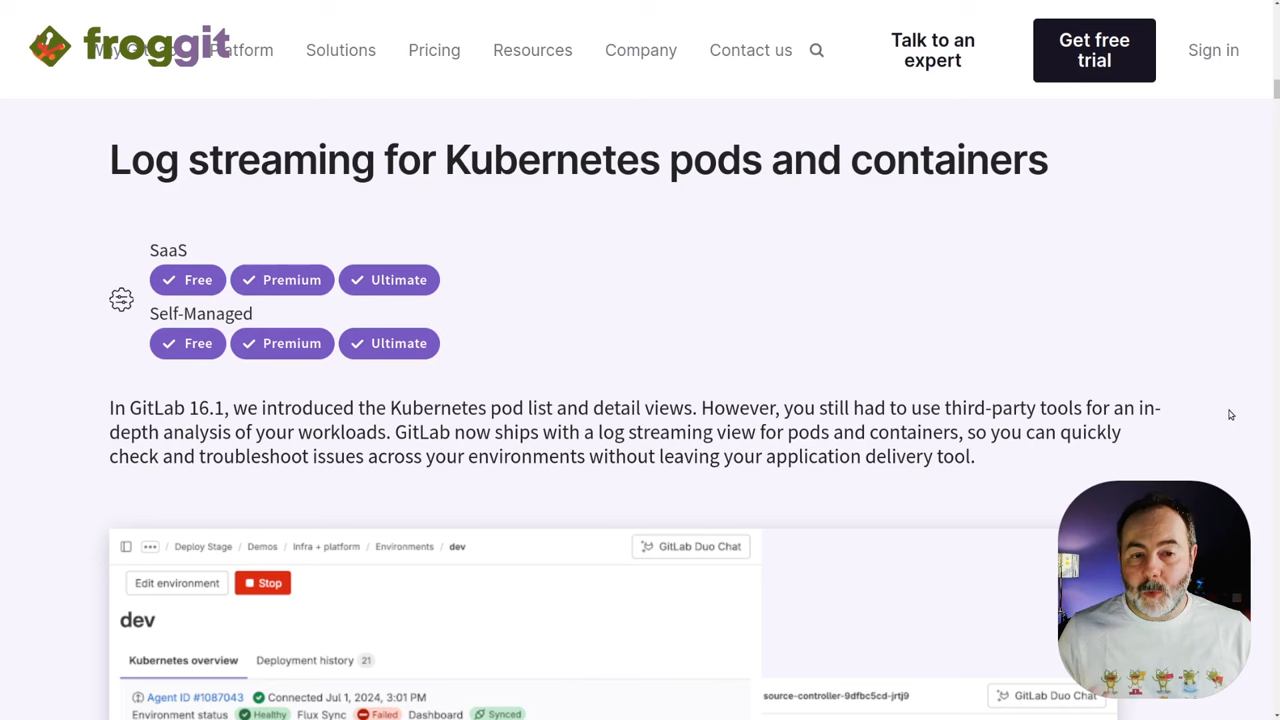 froggit
Platform
Solutions
Pricing
Resources
Company
Contact us
Talk to an
expert
Get free
trial
Sign in
Log streaming for Kubernetes pods and containers
SaaS
Free
Premium
Ultimate
Self-Managed
Free
Premium
Ultimate
In GitLab 16.1, we introduced the Kubernetes pod list and detail views. However, you still had to use third-party tools for an in-
depth analysis of your workloads. GitLab now ships with a log streaming view for pods and containers, so you can quickly
check and troubleshoot issues across your environments without leaving your application delivery tool.
Deploy Stage / Demos / Infra + platform / Environments / dev
GitLab Duo Chat
Edit environment
Stop
dev
Kubernetes overview
Deployment history 21
Agent ID #1087043 Connected Jul 1, 2024, 3:01 PM
source-controller-9dfbc5cd-jrtj9
GitLab Duo Chat
Environment status Healthy Flux Sync Failed Dashboard Synced